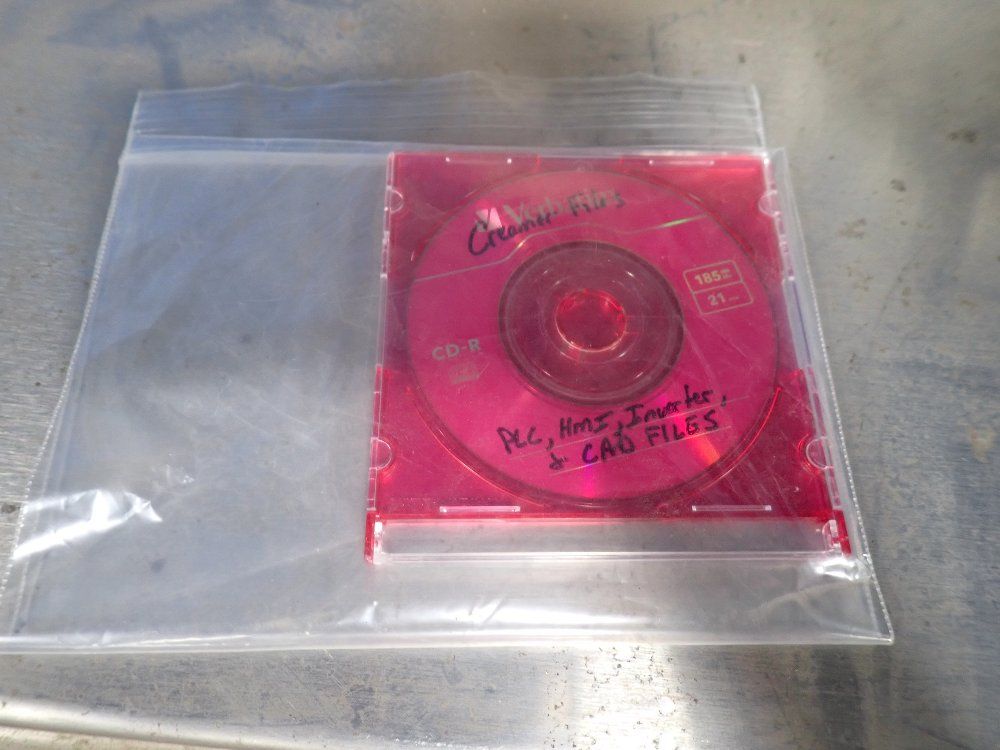 Creamer Files
185
21
CD-R
PLC, HMI, Inverter,
& CAD FILES